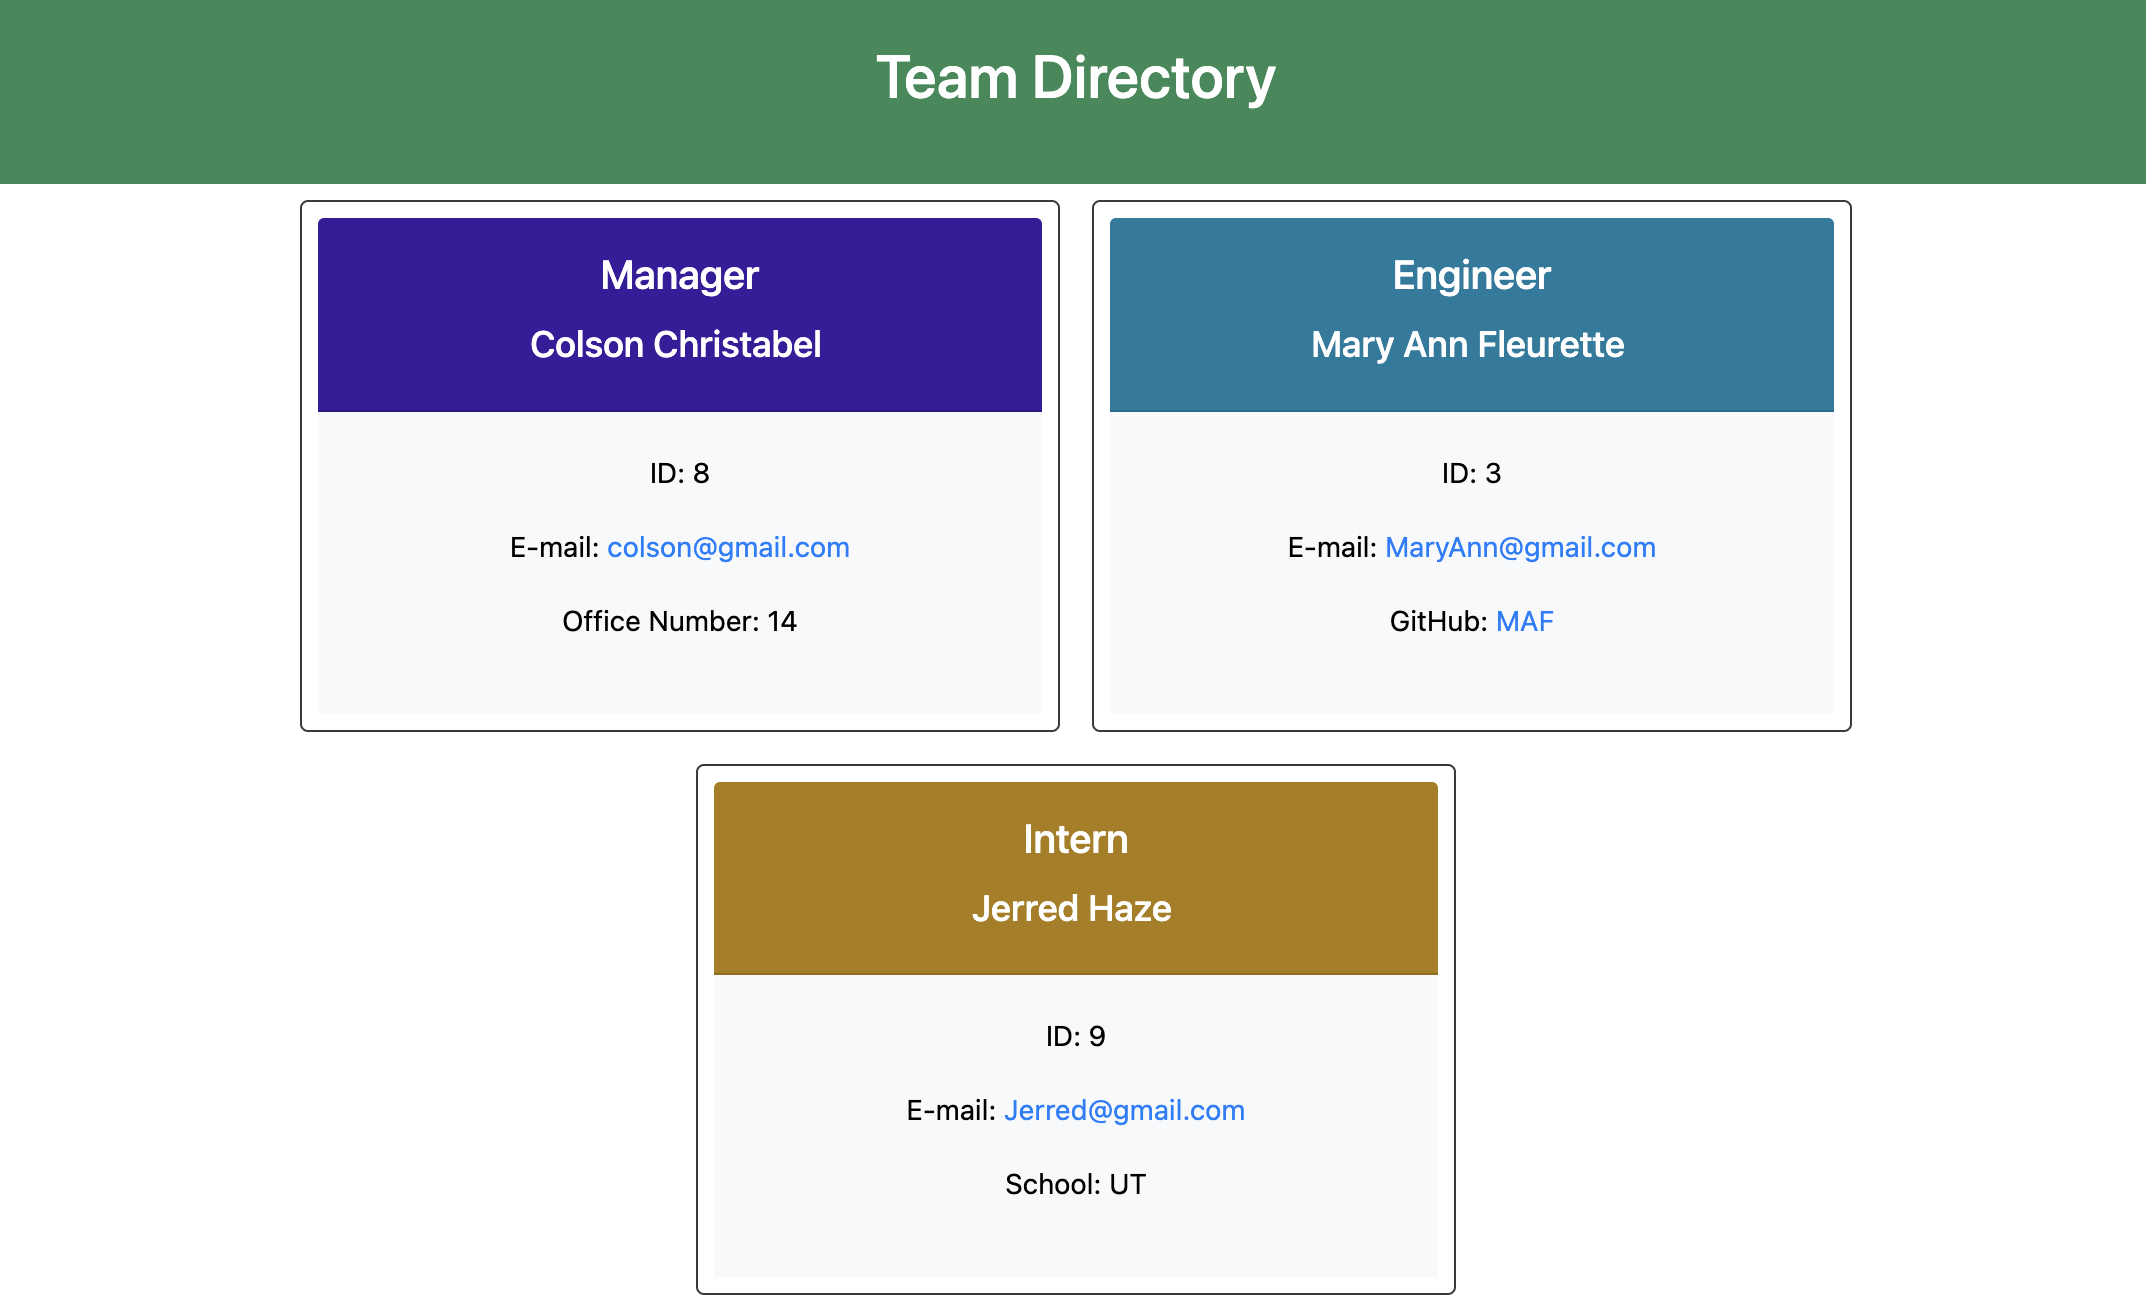 Team Directory
Manager
Colson Christabel
ID: 8
E-mail: colson@gmail.com
Office Number: 14
Engineer
Mary Ann Fleurette
ID: 3
E-mail: MaryAnn@gmail.com
GitHub: MAF
Intern
Jerred Haze
ID: 9
E-mail: Jerred@gmail.com
School: UT